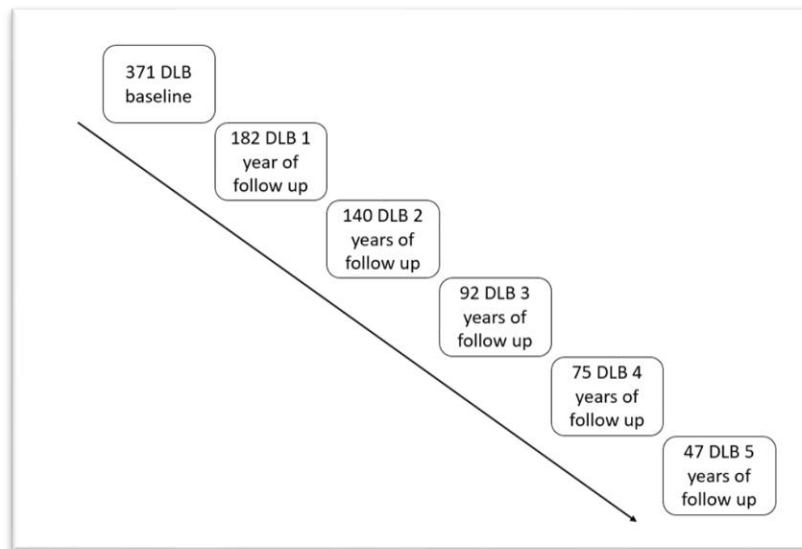 371 DLB
baseline
182 DLB 1
year of
follow up
140 DLB 2
years of
follow up
92 DLB 3
years of
follow up
75 DLB 4
years of
follow up
47 DLB 5
years of
follow up